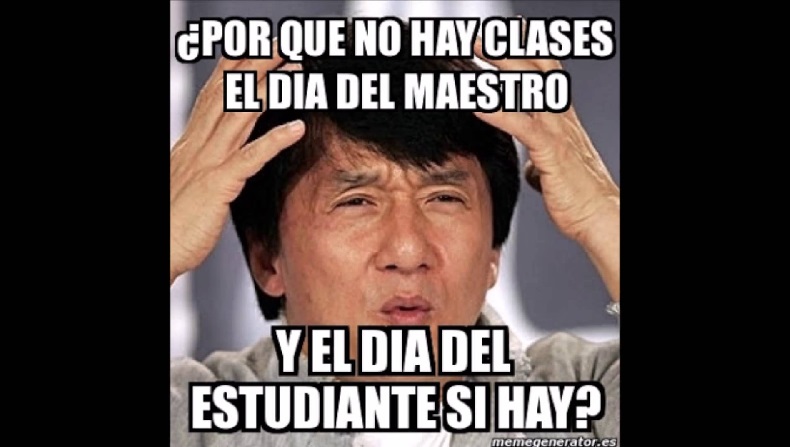 ¿POR QUE NO HAY CLASES
EL DIA DEL MAESTRO
Y EL DIA DEL
ESTUDIANTE SI HAY?
memegenerator.es